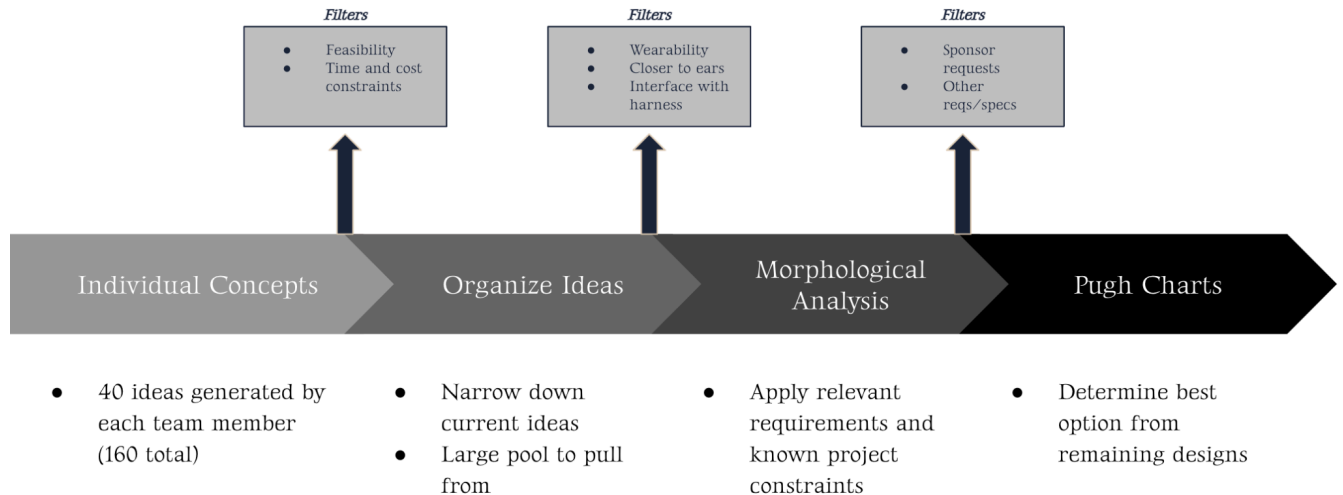 Filters
● Feasibility
● Time and cost
constraints
Filters
● Wearability
● Closer to ears
● Interface with
harness
Filters
● Sponsor
requests
● Other
reqs/specs
Individual Concepts
Organize Ideas
Morphological
Analysis
Pugh Charts
● 40 ideas generated by
each team member
(160 total)
● Narrow down
current ideas
● Large pool to pull
from
● Apply relevant
requirements and
known project
constraints
● Determine best
option from
remaining designs